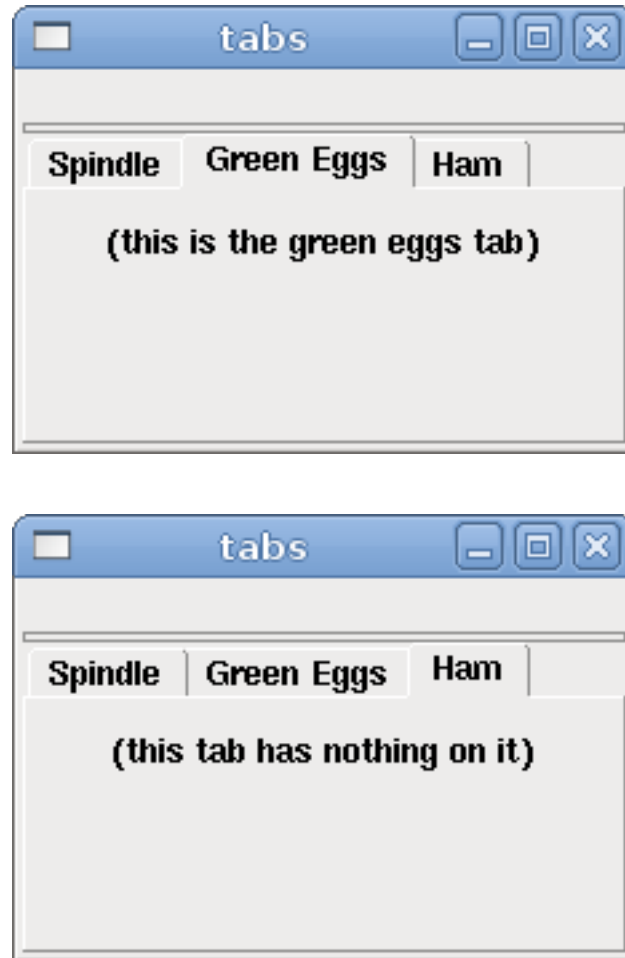 tabs
Spindle Green Eggs Ham
(this is the green eggs tab)
tabs
Spindle Green Eggs Ham
(this tab has nothing on it)